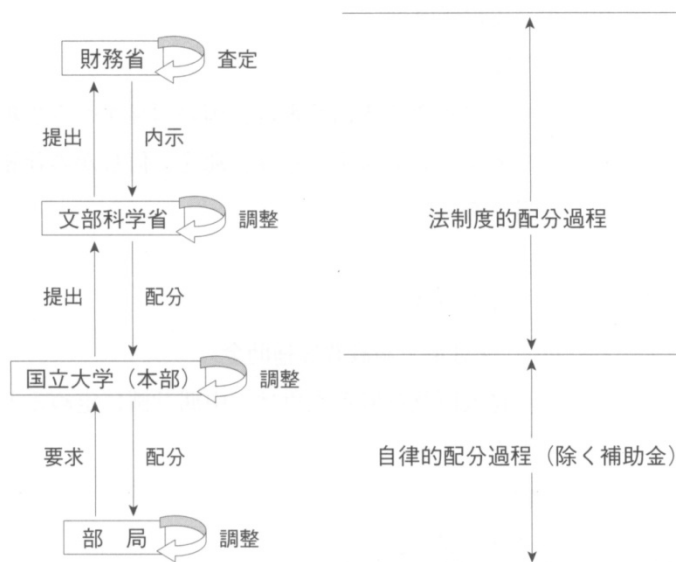 財務省 査定
提出 内示
文部科学省 調整 法制度的配分過程
提出 配分
国立大学（本部） 調整
要求 配分 自律的配分過程（除く補助金）
部　局 調整